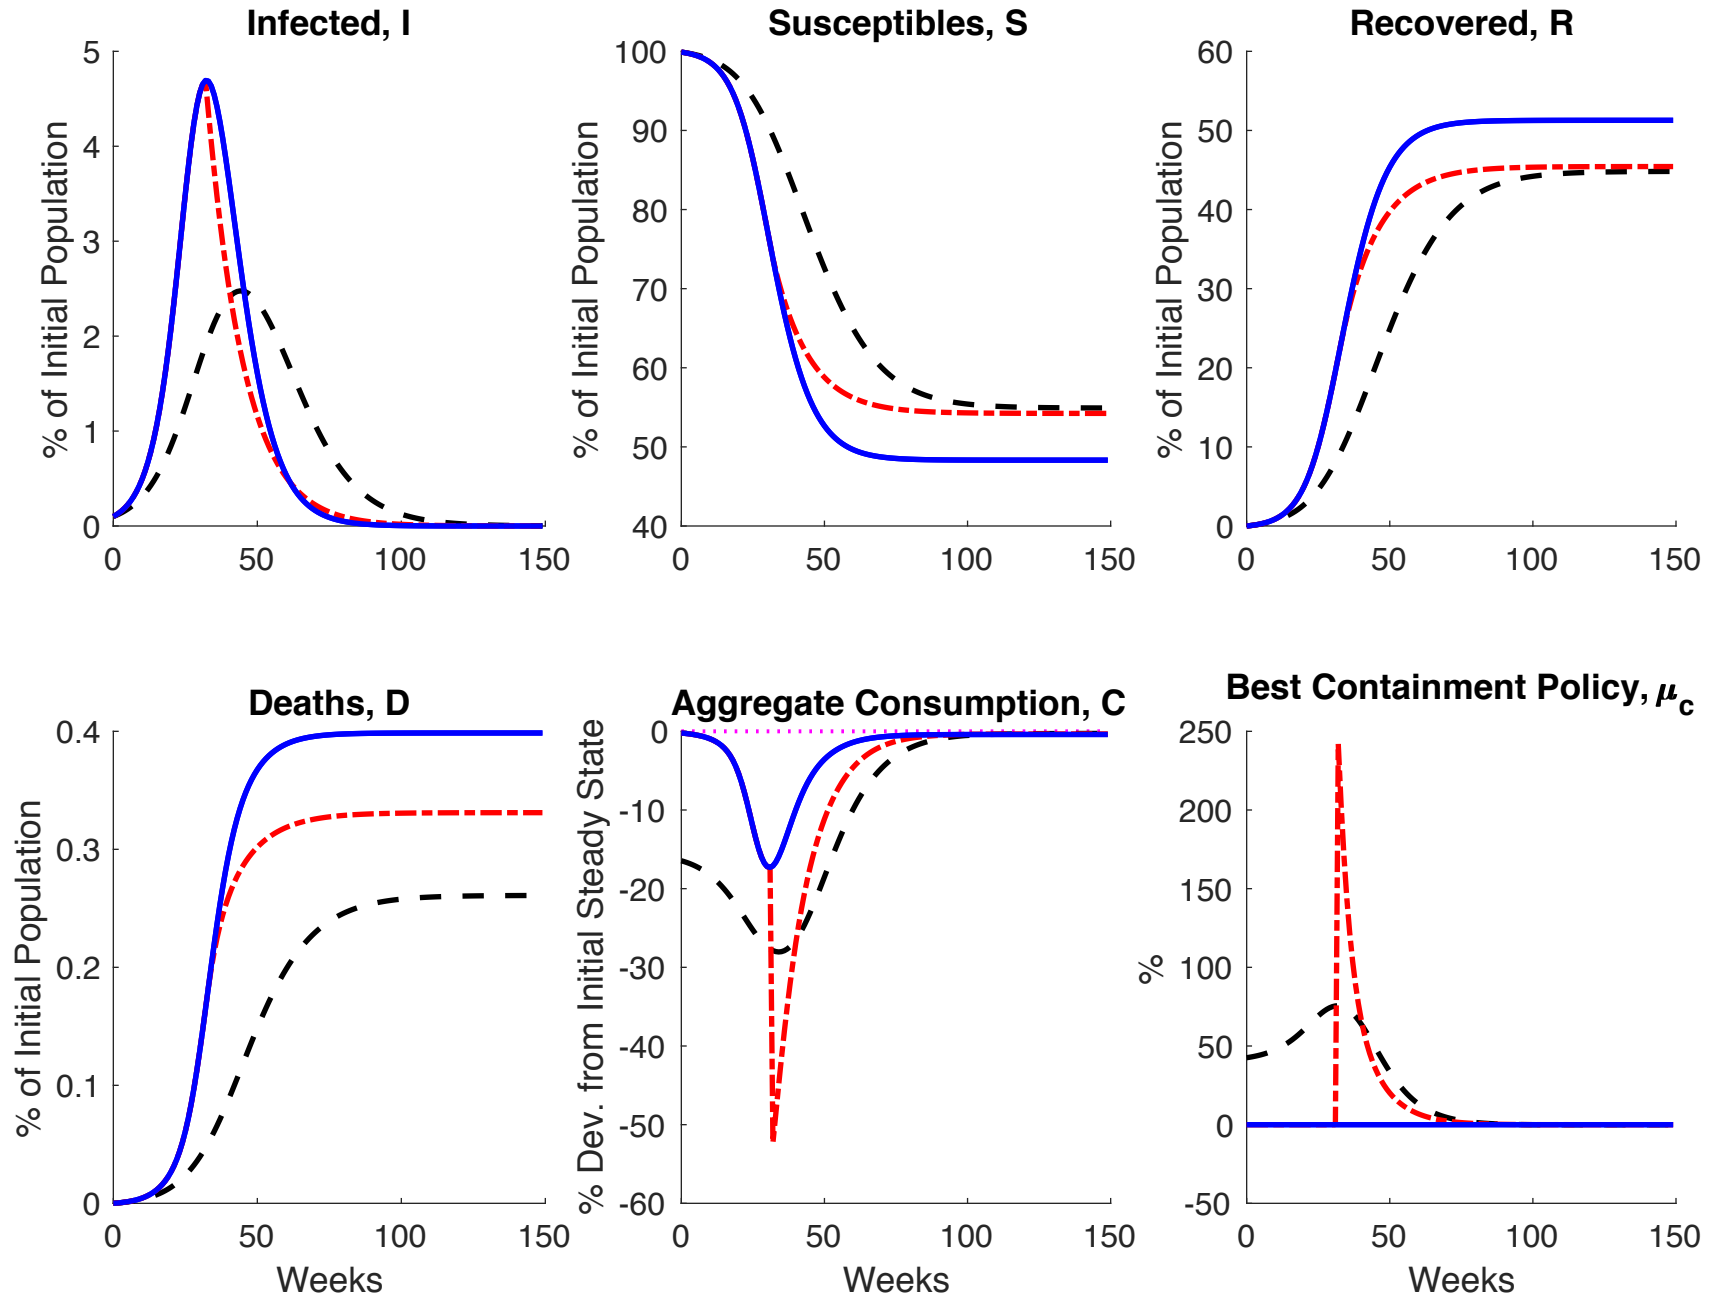 Infected, I
Susceptibles, S
Recovered, R
% of Initial Population
5
4
3
2
1
0
0 50 100 150
% of Initial Population
100
90
80
70
60
50
40
0 50 100 150
% of Initial Population
60
50
40
30
20
10
0
0 50 100 150
Deaths, D
Aggregate Consumption, C
Best Containment Policy, μc
% of Initial Population
0.4
0.3
0.2
0.1
0
0 50 100 150
Weeks
% Dev. from Initial Steady State
0
-10
-20
-30
-40
-50
-60
0 50 100 150
Weeks
%
250
200
150
100
50
0
-50
0 50 100 150
Weeks